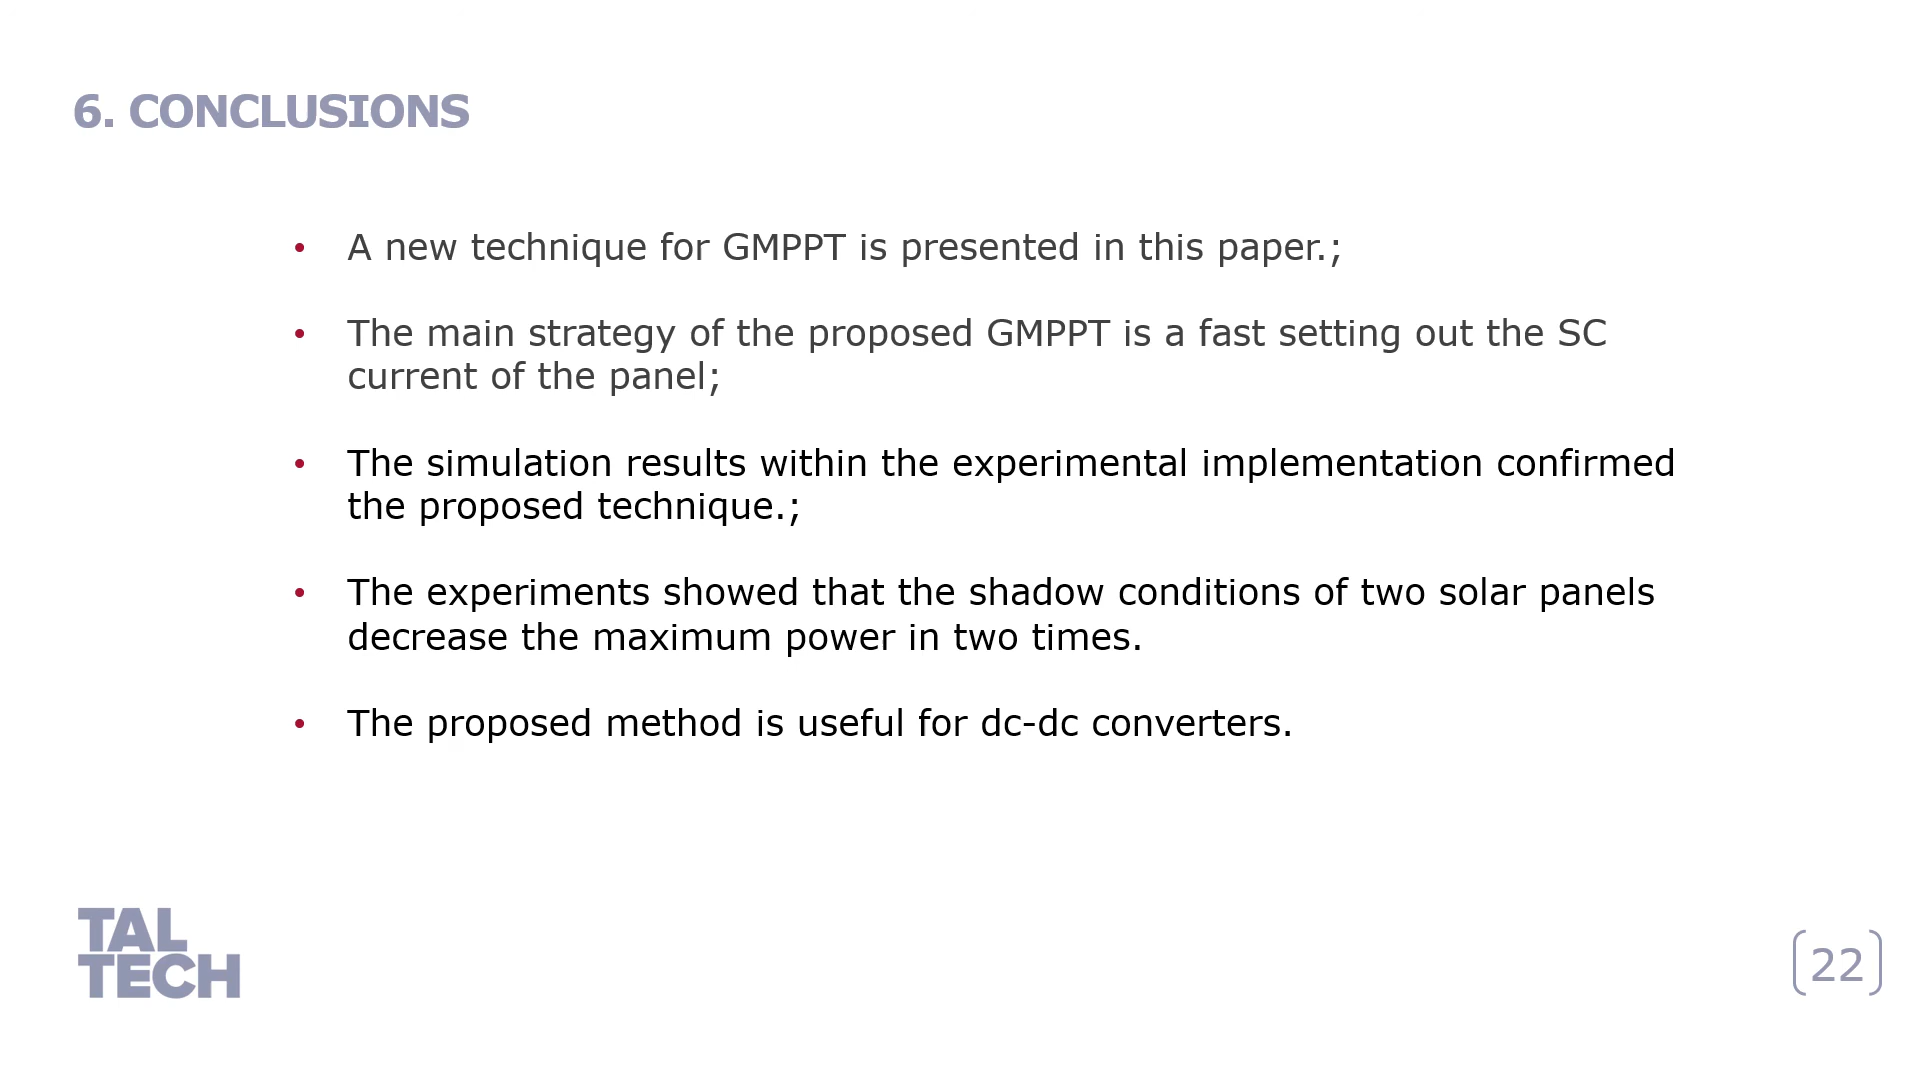 6. CONCLUSIONS
• A new technique for GMPPT is presented in this paper.;
• The main strategy of the proposed GMPPT is a fast setting out the SC
current of the panel;
• The simulation results within the experimental implementation confirmed
the proposed technique.;
• The experiments showed that the shadow conditions of two solar panels
decrease the maximum power in two times.
• The proposed method is useful for dc-dc converters.
TAL
TECH
22